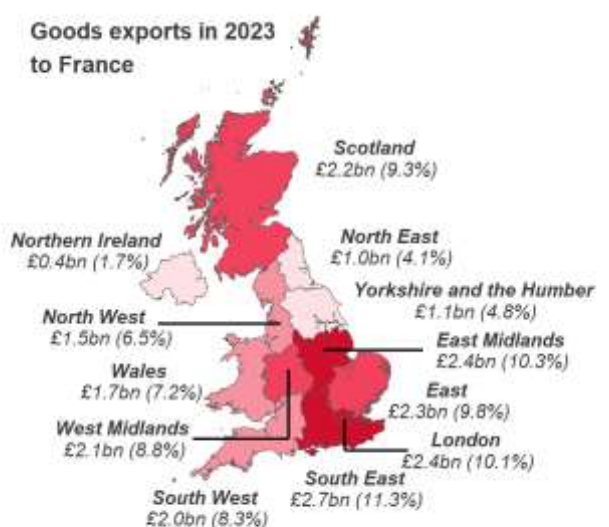 Goods exports in 2023
to France
Scotland
£2.2bn (9.3%)
Northern Ireland
£0.4bn (1.7%)
North East
£1.0bn (4.1%)
Yorkshire and the Humber
£1.1bn (4.8%)
North West
£1.5bn (6.5%)
East Midlands
£2.4bn (10.3%)
Wales
£1.7bn (7.2%)
East
£2.3bn (9.8%)
West Midlands
£2.1bn (8.8%)
London
£2.4bn (10.1%)
South East
£2.7bn (11.3%)
South West
£2.0bn (8.3%)